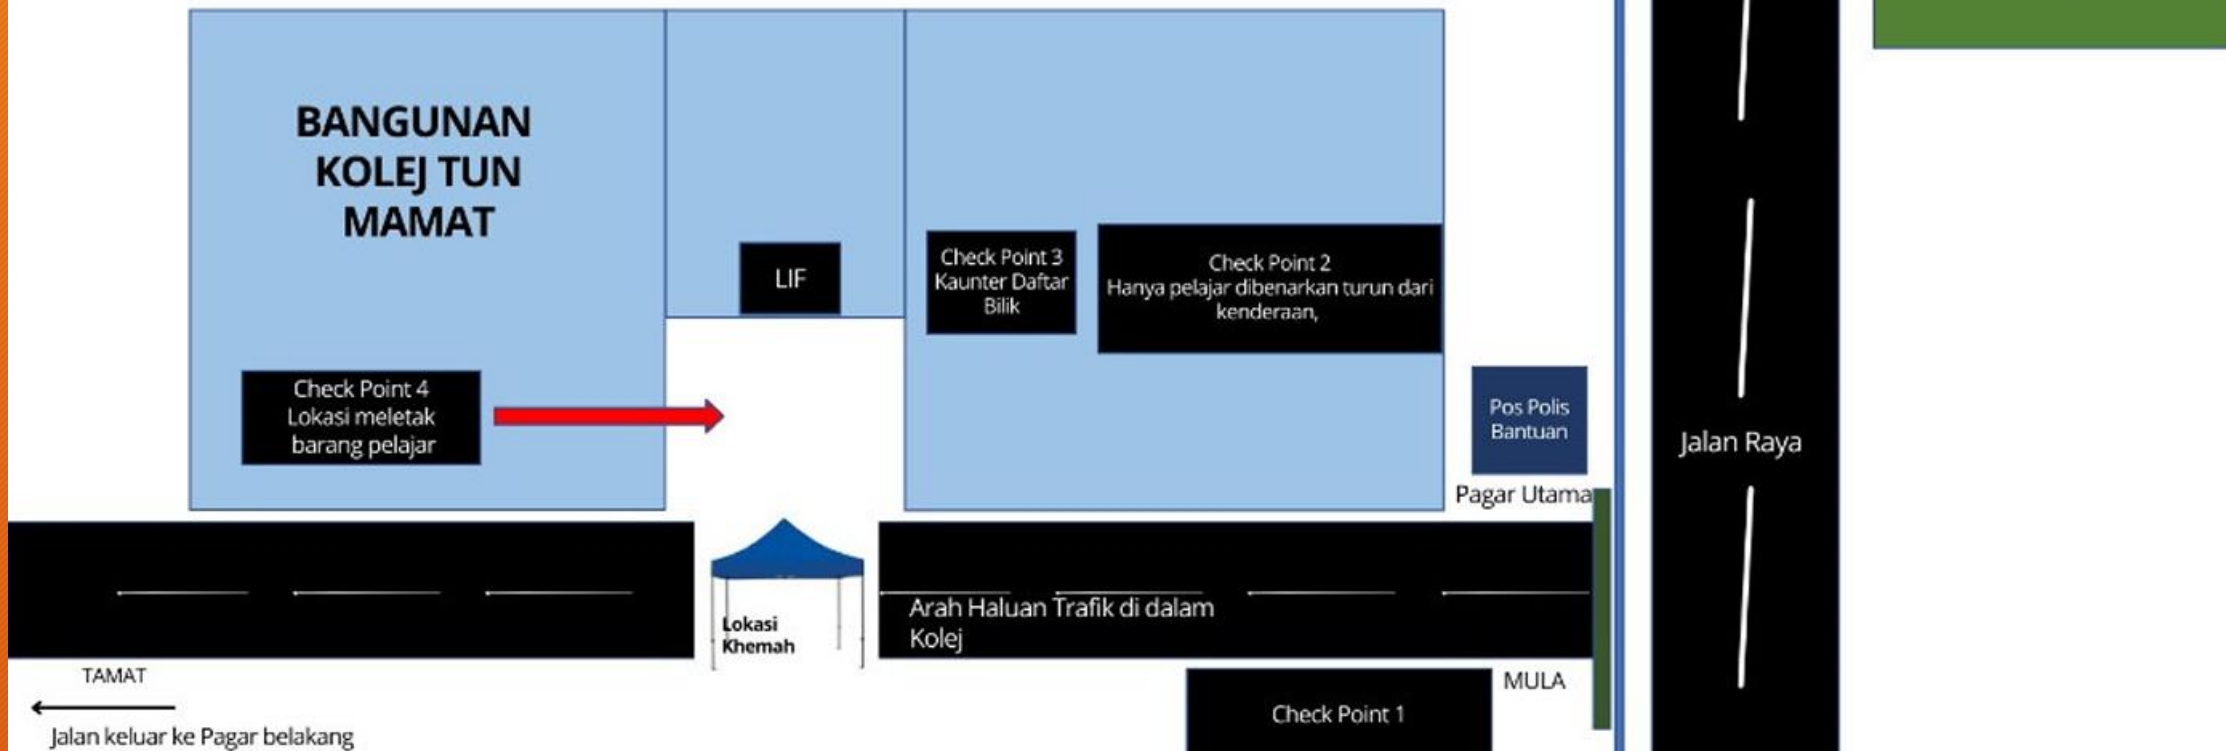 BANGUNAN
KOLEJ TUN
MAMAT
LIF
Check Point 3
Kaunter Daftar
Bilik
Check Point 2
Hanya pelajar dibenarkan turun dari
kenderaan,
Check Point 4
Lokasi meletak
barang pelajar
Pos Polis
Bantuan
Jalan Raya
Pagar Utama
Lokasi
Khemah
Arah Haluan Trafik di dalam
Kolej
TAMAT
MULA
Jalan keluar ke Pagar belakang
Check Point 1